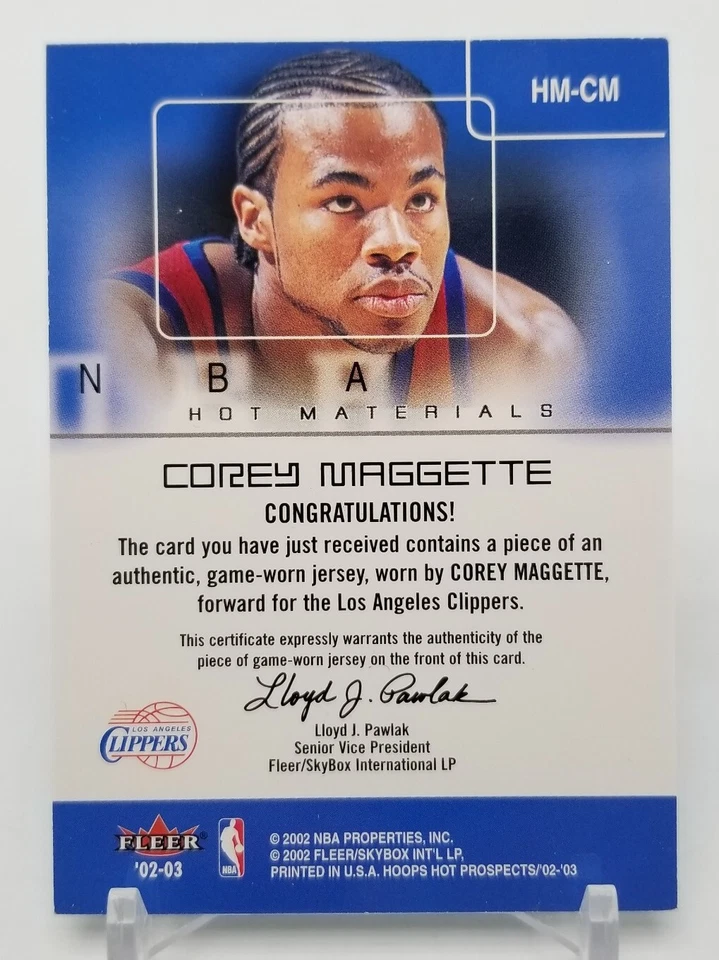 HM-CM
N B A
HOT MATERIALS
COREY MAGGETTE
CONGRATULATIONS!
The card you have just received contains a piece of an
authentic, game-worn jersey, worn by COREY MAGGETTE,
forward for the Los Angeles Clippers.
This certificate expressly warrants the authenticity of the
piece of game-worn jersey on the front of this card.
Lloyd J. Pawlak
Lloyd J. Pawlak
Senior Vice President
Fleer/SkyBox International LP
LOS ANGELES
CLIPPERS
FLEER®
'02-03
NBA
© 2002 NBA PROPERTIES, INC.
© 2002 FLEER/SKYBOX INT'L LP,
PRINTED IN U.S.A. HOOPS HOT PROSPECTS/'02-'03